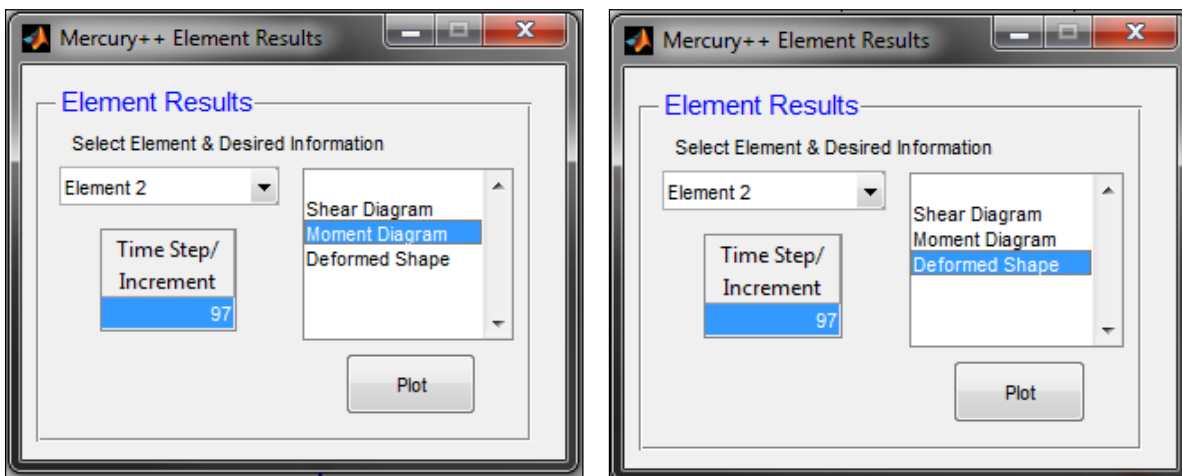 Mercury++ Element Results
Element Results
Select Element & Desired Information
Element 2
Shear Diagram
Moment Diagram
Deformed Shape
Time Step/
Increment
97
Plot
Mercury++ Element Results
Element Results
Select Element & Desired Information
Element 2
Shear Diagram
Moment Diagram
Deformed Shape
Time Step/
Increment
97
Plot